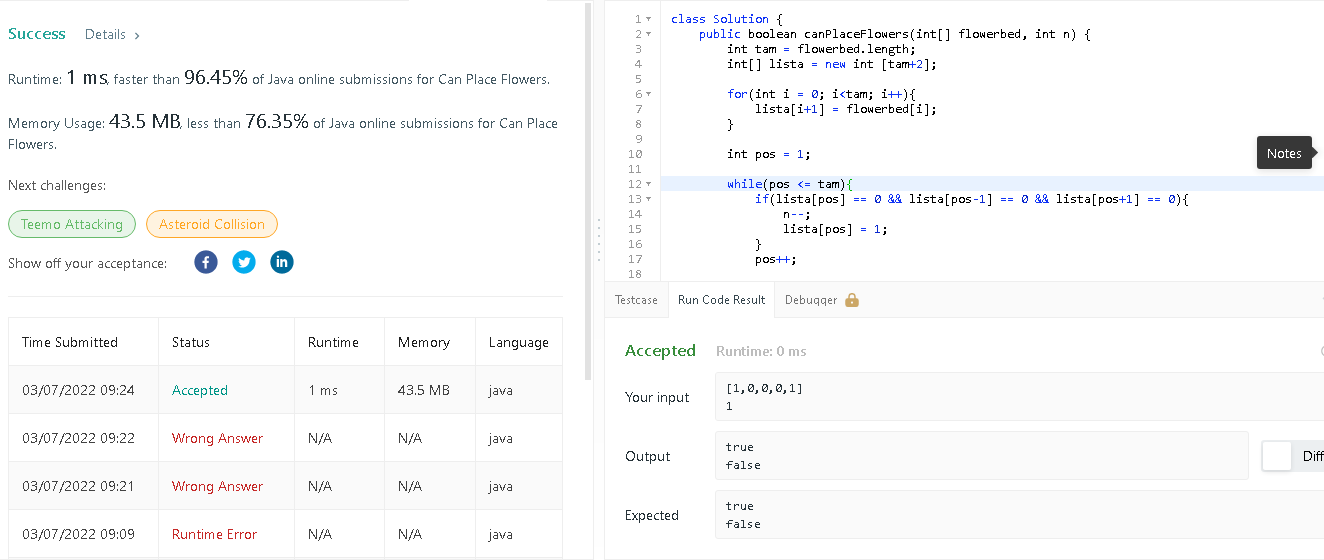 Success Details >
Runtime: 1 ms, faster than 96.45% of Java online submissions for Can Place Flowers.
Memory Usage: 43.5 MB, less than 76.35% of Java online submissions for Can Place
Flowers.
Next challenges:
Teemo Attacking Asteroid Collision
Show off your acceptance:
Time Submitted Status Runtime Memory Language
03/07/2022 09:24 Accepted 1 ms 43.5 MB java
03/07/2022 09:22 Wrong Answer N/A N/A java
03/07/2022 09:21 Wrong Answer N/A N/A java
03/07/2022 09:09 Runtime Error N/A N/A java
1 class Solution {
2 public boolean canPlaceFlowers(int[] flowerbed, int n) {
3 int tam = flowerbed.length;
4 int[] lista = new int [tam+2];
5
6 for(int i = 0; i<tam; i++){
7 lista[i+1] = flowerbed[i];
8 }
9
10 int pos = 1;
11
12 while(pos <= tam){
13 if(lista[pos] == 0 && lista[pos-1] == 0 && lista[pos+1] == 0){
14 n--;
15 lista[pos] = 1;
16 }
17 pos++;
18
Notes
Testcase Run Code Result Debugger
Accepted Runtime: 0 ms
Your input
[1,0,0,0,1]
1
Output
true
false
Diff
Expected
true
false